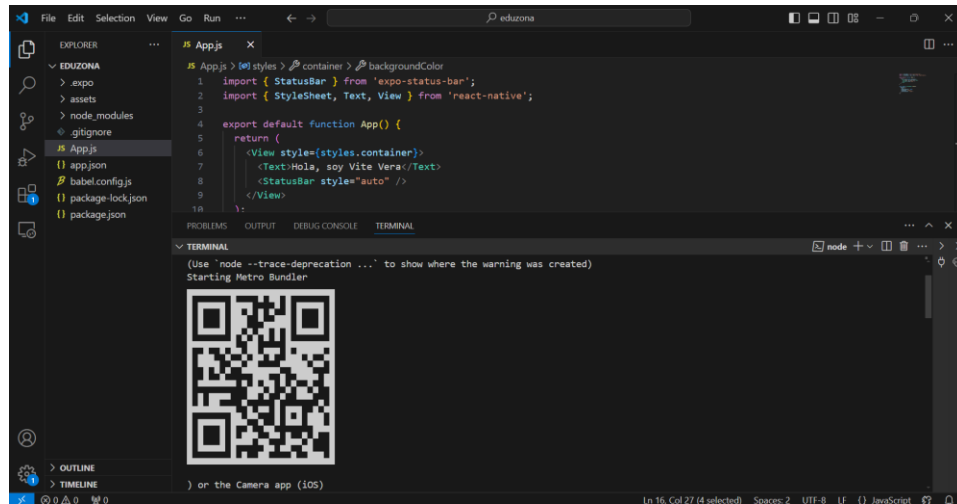 File Edit Selection View Go Run ... eduzona
EXPLORER
EDUZONA
.expo
assets
node_modules
.gitignore
JS App.js
{} app.json
babel.config.js
{} package-lock.json
{} package.json
OUTLINE
TIMELINE
JS App.js
JS App.js > styles > container > backgroundColor
1 import { StatusBar } from 'expo-status-bar';
2 import { StyleSheet, Text, View } from 'react-native';
3
4 export default function App() {
5 return (
6 <View style={styles.container}>
7 <Text>Hola, soy Vite Vera</Text>
8 <StatusBar style="auto" />
9 </View>
10 );
PROBLEMS OUTPUT DEBUG CONSOLE TERMINAL
TERMINAL node
(Use `node --trace-deprecation ...` to show where the warning was created)
Starting Metro Bundler
) or the Camera app (iOS)
1
1
0 0 0 Ln 16, Col 27 (4 selected) Spaces: 2 UTF-8 LF {} JavaScript